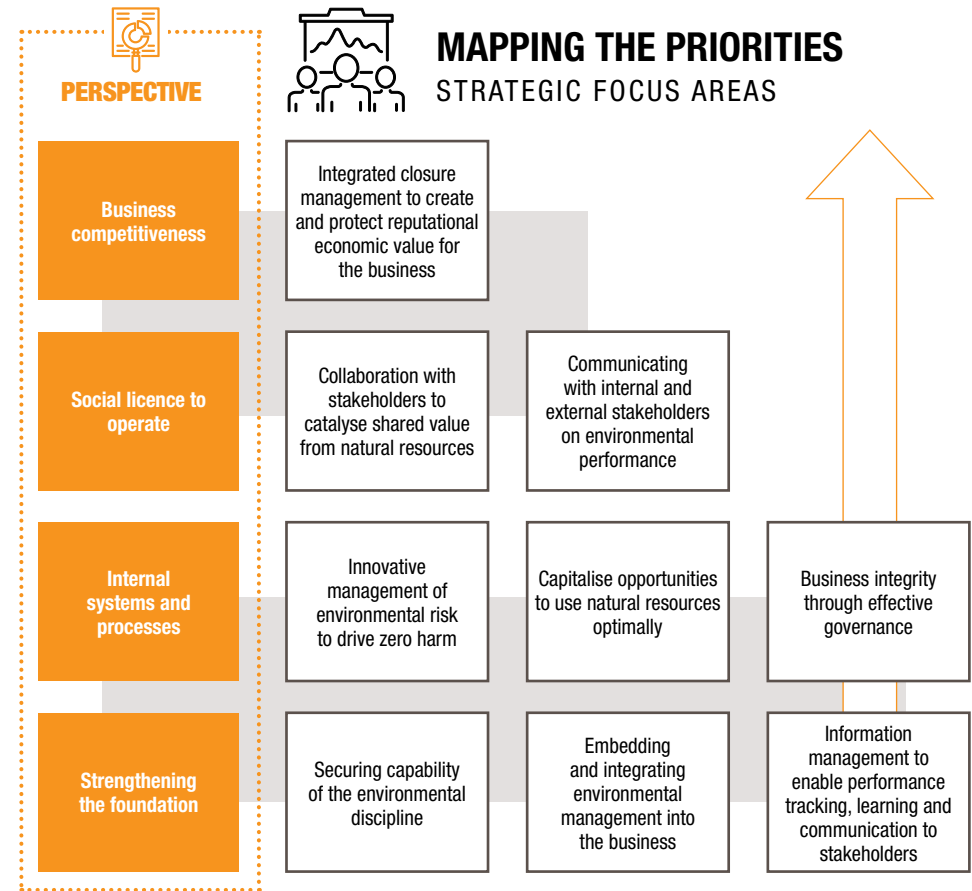 PERSPECTIVE
MAPPING THE PRIORITIES
STRATEGIC FOCUS AREAS
Business
competitiveness
Integrated closure
management to create
and protect reputational
economic value for
the business
Social licence to
operate
Collaboration with
stakeholders to
catalyse shared value
from natural resources
Communicating
with internal and
external stakeholders
on environmental
performance
Internal
systems and
processes
Innovative
management of
environmental risk
to drive zero harm
Capitalise opportunities
to use natural resources
optimally
Business integrity
through effective
governance
Strengthening
the foundation
Securing capability
of the environmental
discipline
Embedding
and integrating
environmental
management into
the business
Information
management to
enable performance
tracking, learning and
communication to
stakeholders